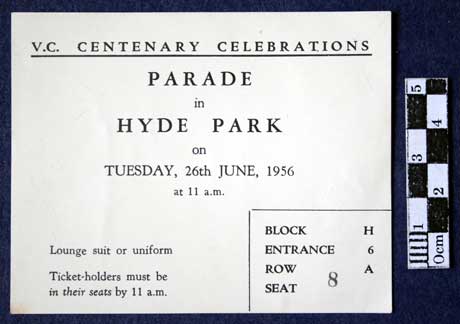 V.C. CENTENARY CELEBRATIONS
PARADE
in
HYDE PARK
on
TUESDAY, 26th JUNE, 1956
at 11 a.m.
Lounge suit or uniform
Ticket-holders must be
in their seats by 11 a.m.
BLOCK H
ENTRANCE 6
ROW A
SEAT 8
5
4
3
2
1
0cm